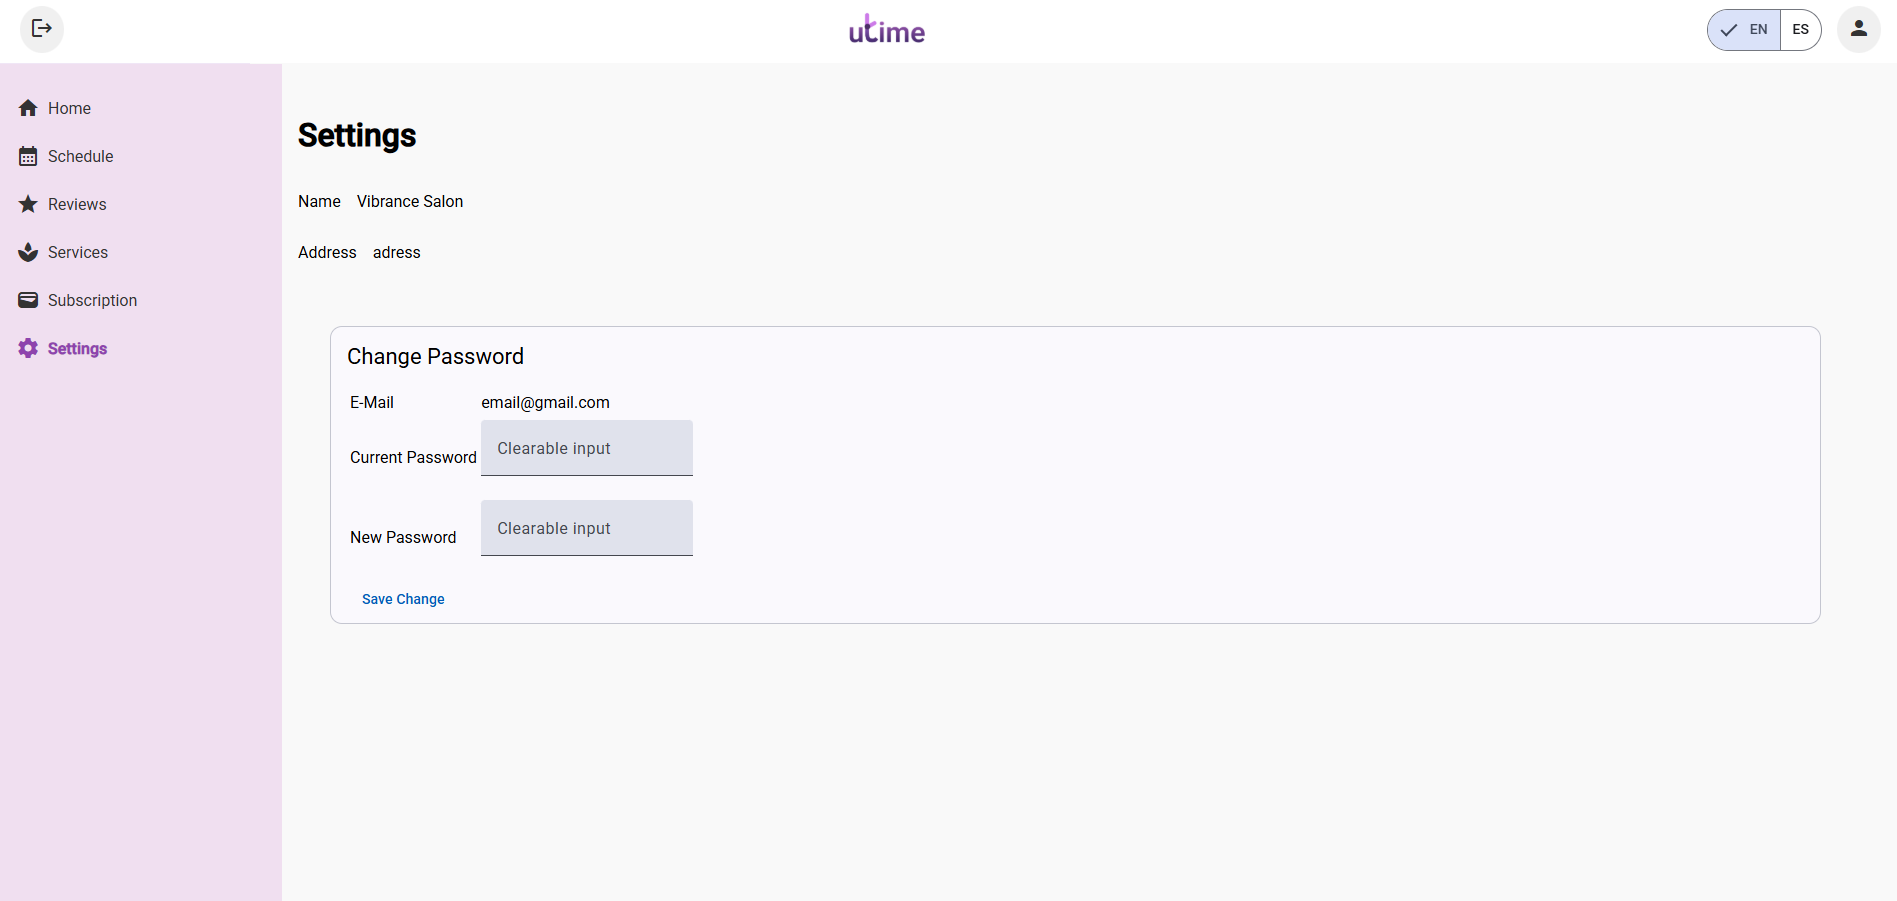 utime
EN ES
Home
Schedule
Reviews
Services
Subscription
Settings
Settings
Name Vibrance Salon
Address adress
Change Password
E-Mail email@gmail.com
Current Password Clearable input
New Password Clearable input
Save Change